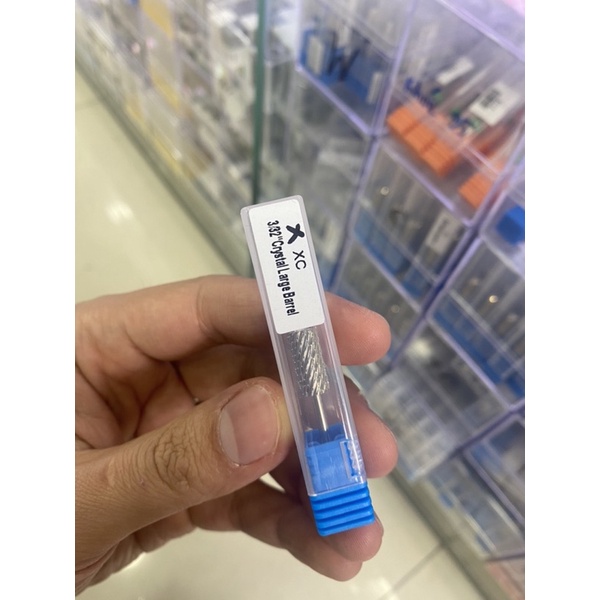 X XC
3/32"Crystal Large Barrel